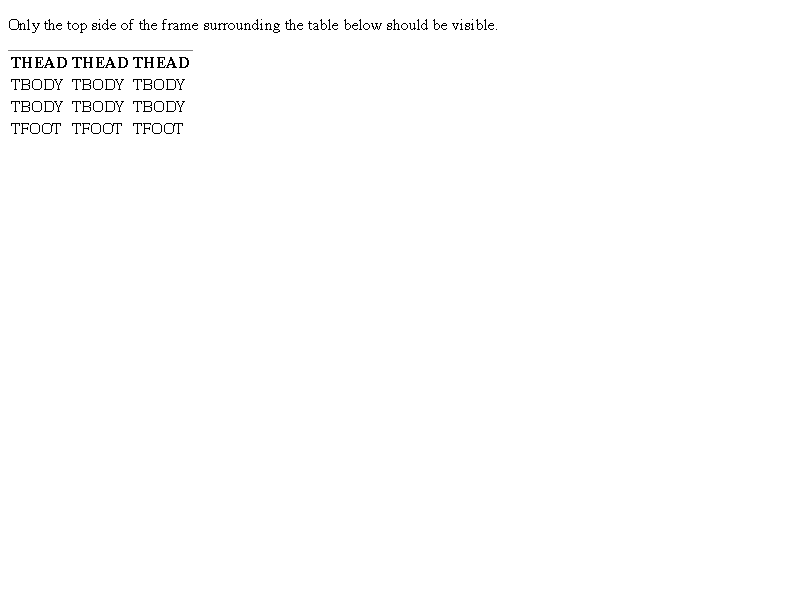 Only the top side of the frame surrounding the table below should be visible.
THEAD THEAD THEAD
TBODY TBODY TBODY
TBODY TBODY TBODY
TFOOT TFOOT TFOOT